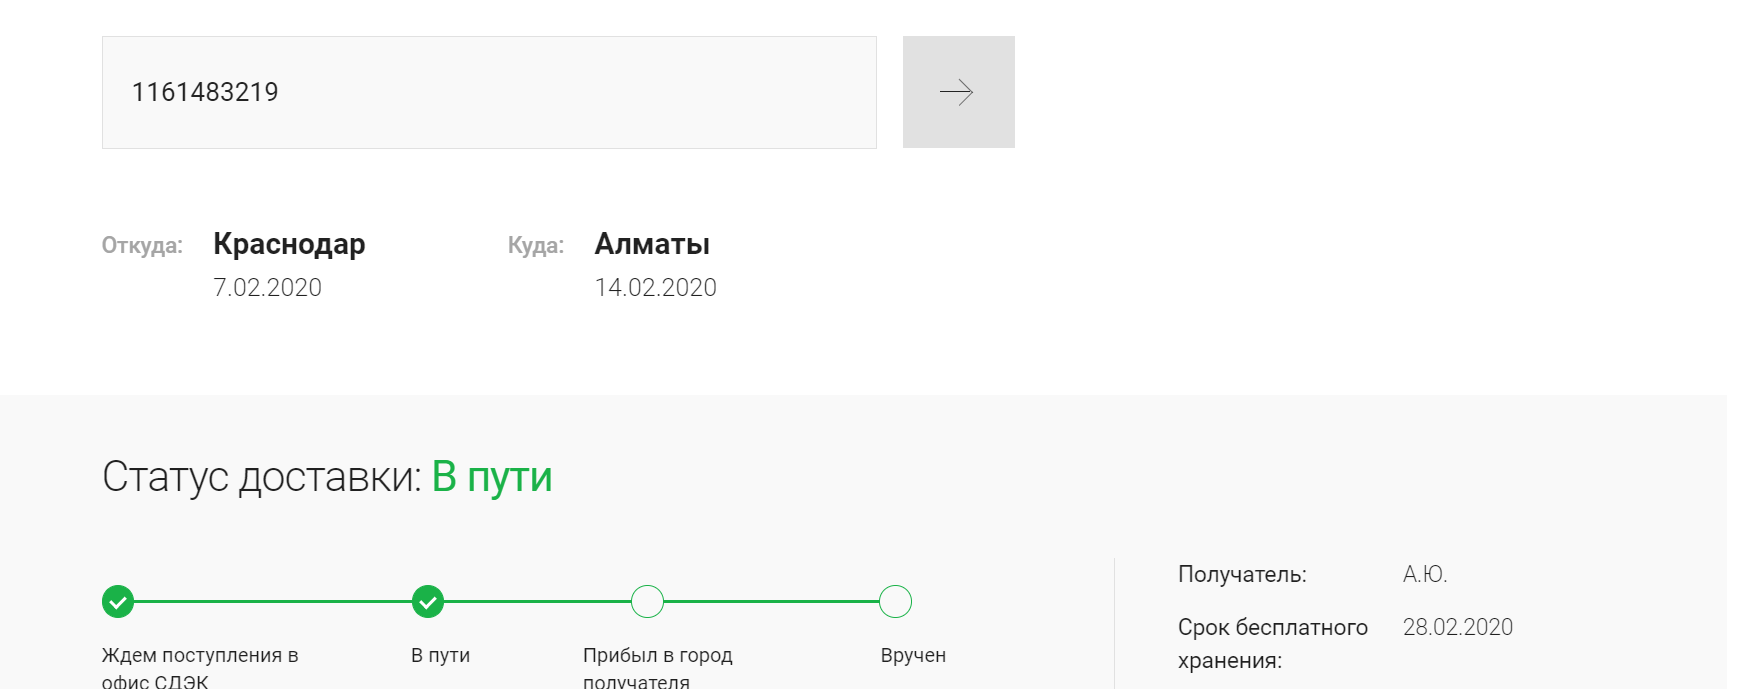 1161483219
Откуда: Краснодар Куда: Алматы
7.02.2020 14.02.2020
Статус доставки: В пути
Получатель: А.Ю.
Срок бесплатного 28.02.2020
хранения:
Ждем поступления в В пути Прибыл в город Вручен
офис СДЭК получателя